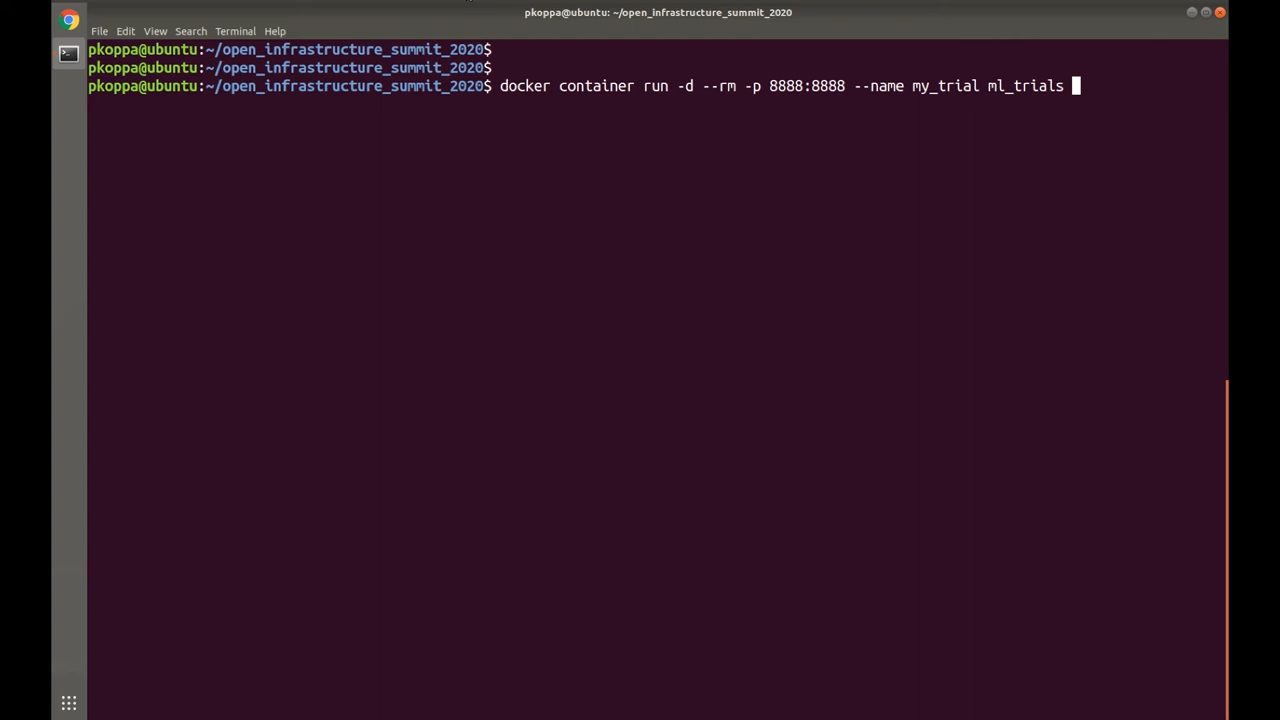 pkoppa@ubuntu: ~/open_infrastructure_summit_2020
File Edit View Search Terminal Help
pkoppa@ubuntu:~/open_infrastructure_summit_2020$
pkoppa@ubuntu:~/open_infrastructure_summit_2020$
pkoppa@ubuntu:~/open_infrastructure_summit_2020$ docker container run -d --rm -p 8888:8888 --name my_trial ml_trials